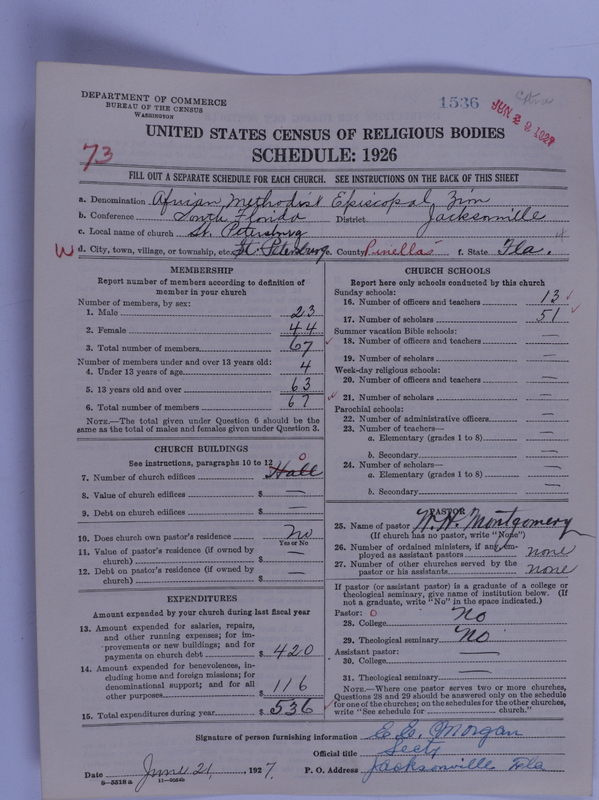 DEPARTMENT OF COMMERCE
BUREAU OF THE CENSUS
WASHINGTON
1536
JUN 2 1927
73
UNITED STATES CENSUS OF RELIGIOUS BODIES
SCHEDULE: 1926
FILL OUT A SEPARATE SCHEDULE FOR EACH CHURCH. SEE INSTRUCTIONS ON THE BACK OF THIS SHEET
a. Denomination African Methodist Episcopal Zion
b. Conference South Florida District Jacksonville
c. Local name of church St. Petersburg
W d. City, town, village, or township, etc. St. Petersburg e. County Pinellas f. State Fla.
MEMBERSHIP
Report number of members according to definition of
member in your church
Number of members, by sex:
1. Male 23
2. Female 44
3. Total number of members 67
Number of members under and over 13 years old:
4. Under 13 years of age 4
5. 13 years old and over 63
6. Total number of members 67
NOTE.—The total given under Question 6 should be the
same as the total of males and females given under Question 3.
CHURCH BUILDINGS
See instructions, paragraphs 10 to 12
7. Number of church edifices Hall 0
8. Value of church edifices $ —
9. Debt on church edifices $ —
10. Does church own pastor's residence No
Yes or No
11. Value of pastor's residence (if owned by
church) $ —
12. Debt on pastor's residence (if owned by
church) $ —
EXPENDITURES
Amount expended by your church during last fiscal year
13. Amount expended for salaries, repairs,
and other running expenses; for im-
provements or new buildings; and for
payments on church debt $ 420
14. Amount expended for benevolences, in-
cluding home and foreign missions; for
denominational support; and for all
other purposes $ 116
15. Total expenditures during year $ 536
CHURCH SCHOOLS
Report here only schools conducted by this church
Sunday schools:
16. Number of officers and teachers 13
17. Number of scholars 51
Summer vacation Bible schools:
18. Number of officers and teachers —
19. Number of scholars —
Week-day religious schools:
20. Number of officers and teachers —
21. Number of scholars —
Parochial schools:
22. Number of administrative officers —
23. Number of teachers—
a. Elementary (grades 1 to 8) —
b. Secondary —
24. Number of scholars—
a. Elementary (grades 1 to 8) —
b. Secondary —
PASTOR
25. Name of pastor W. H. Montgomery
(If church has no pastor, write "None")
26. Number of ordained ministers, if any, em-
ployed as assistant pastors none
27. Number of other churches served by the
pastor or his assistants none
If pastor (or assistant pastor) is a graduate of a college or
theological seminary, give name of institution below. (If
not a graduate, write "No" in the space indicated.)
Pastor: 0
28. College No
29. Theological seminary No
Assistant pastor:
30. College —
31. Theological seminary —
NOTE.—Where one pastor serves two or more churches,
Questions 28 and 29 should be answered only on the schedule
for one of the churches; on the schedules for the other churches,
write "See schedule for church."
Signature of person furnishing information E. E. Morgan
Official title Secty
Date June 21, 1927. P. O. Address Jacksonville Fla
8-5518 a